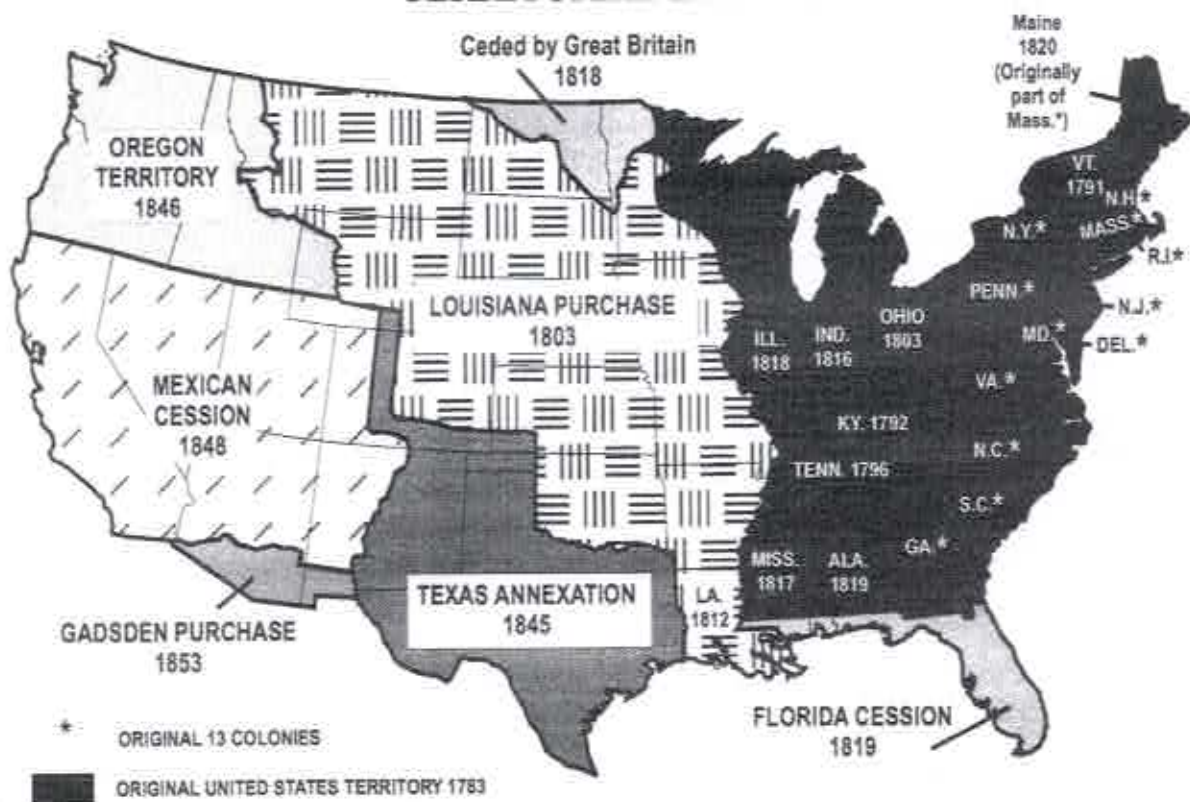 Ceded by Great Britain
1818
Maine
1820
(Originally
part of
Mass.*)
OREGON
TERRITORY
1846
VT.
1791
N.H.*
N.Y.*
MASS.*
R.I.*
PENN.*
N.J.*
LOUISIANA PURCHASE
1803
OHIO
1803
ILL.
1818
IND.
1816
MD.*
DEL.*
MEXICAN
CESSION
1848
VA.*
KY. 1792
N.C.*
TENN. 1796
S.C.*
GA.*
MISS.
1817
ALA.
1819
TEXAS ANNEXATION
1845
LA.
1812
GADSDEN PURCHASE
1853
FLORIDA CESSION
1819
* ORIGINAL 13 COLONIES
ORIGINAL UNITED STATES TERRITORY 1783